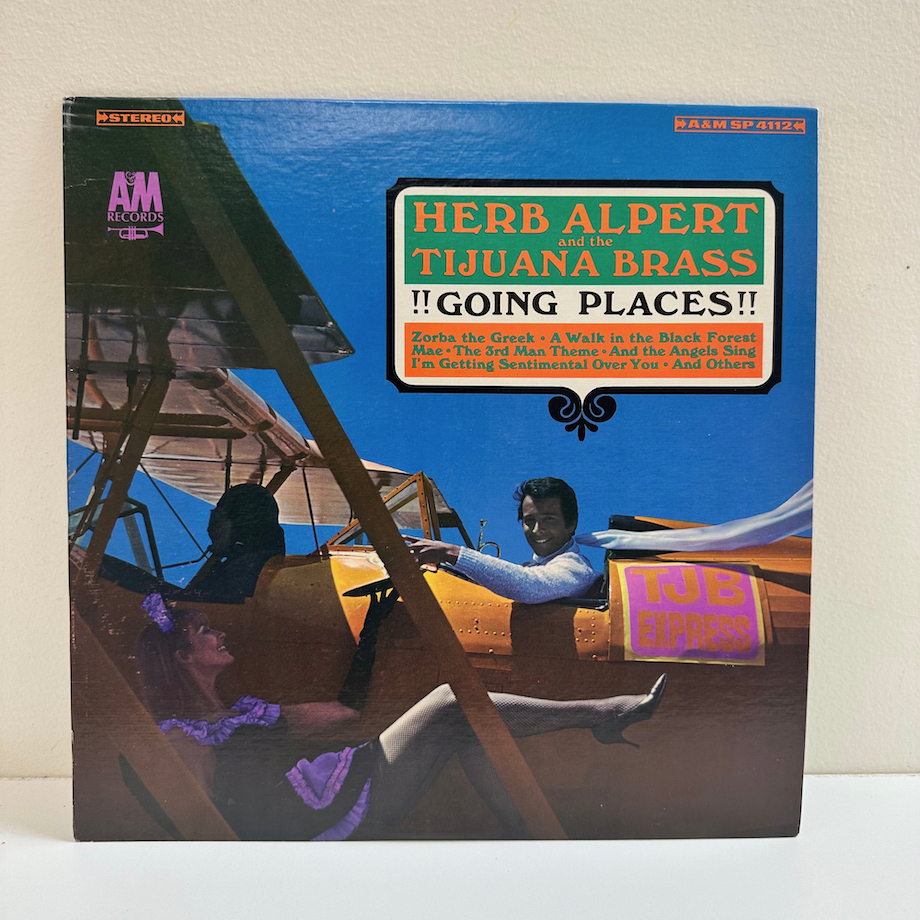 STEREO
A&M SP 4112
A&M
RECORDS
HERB ALPERT
and the
TIJUANA BRASS
!!GOING PLACES!!
Zorba the Greek • A Walk in the Black Forest
Mae • The 3rd Man Theme • And the Angels Sing
I'm Getting Sentimental Over You • And Others
TJB
EXPRESS